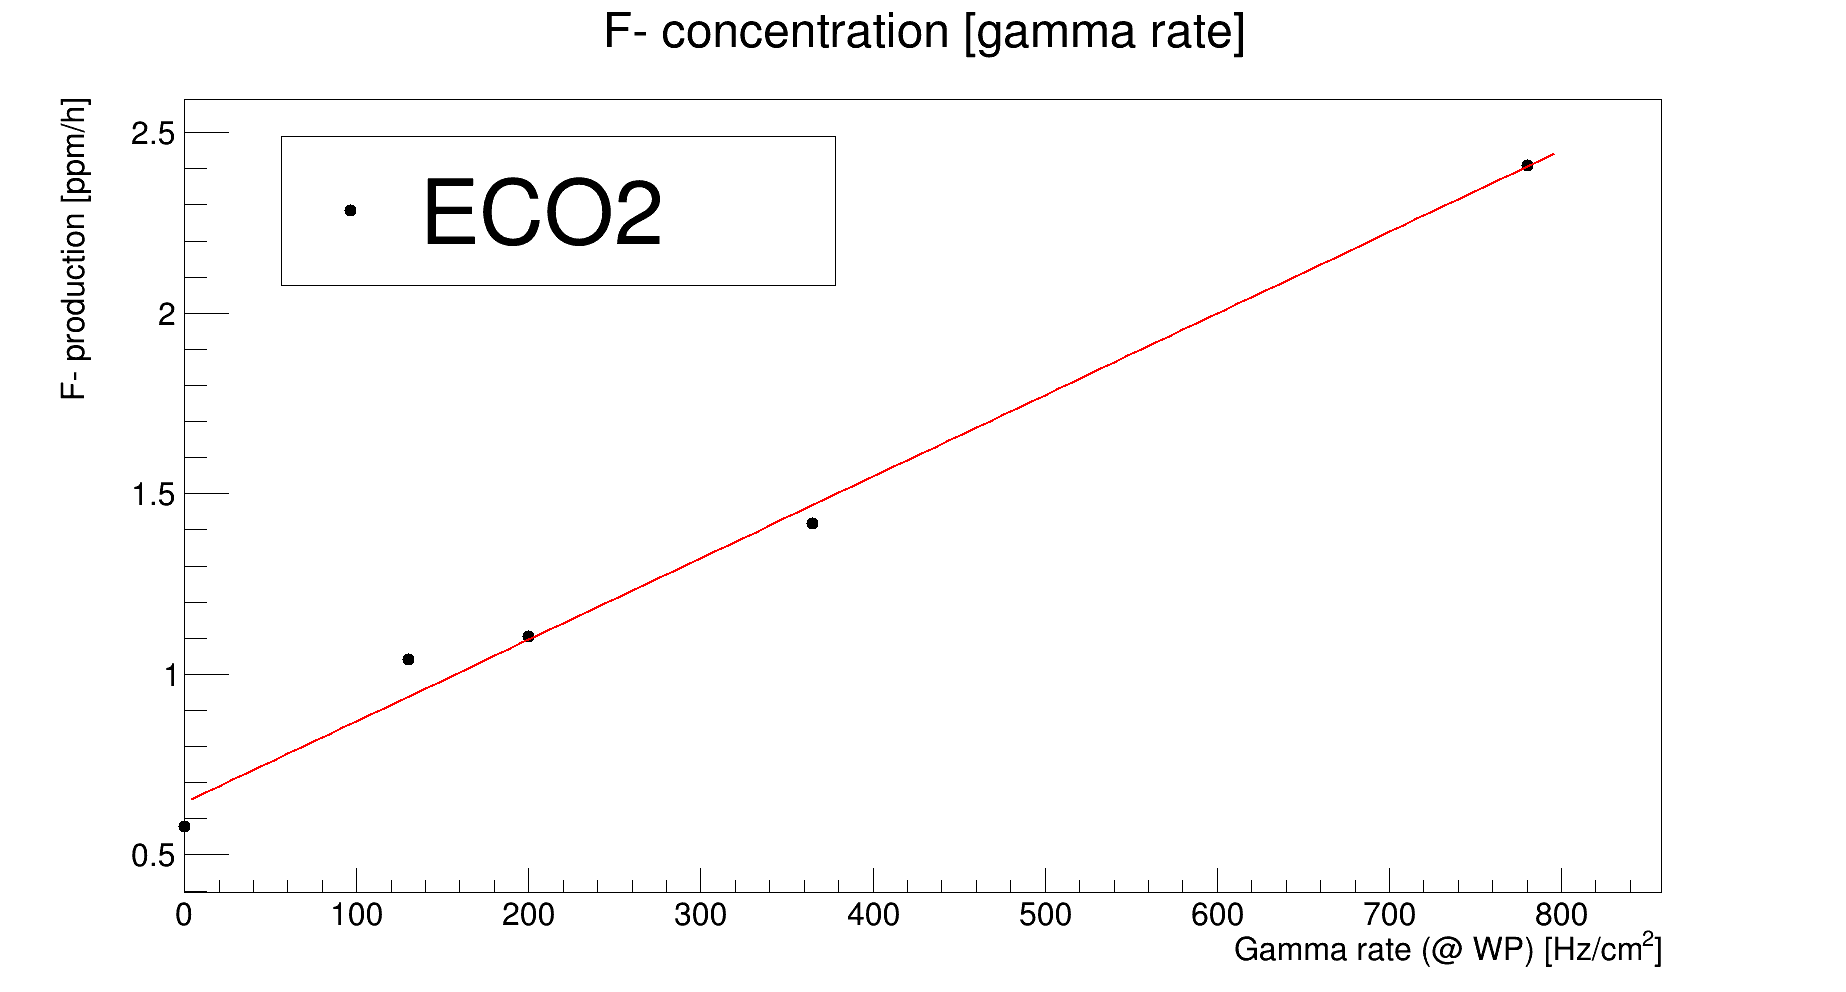 F- concentration [gamma rate]
F- production [ppm/h]
2.5
2
1.5
1
0.5
ECO2
0 100 200 300 400 500 600 700 800
Gamma rate (@ WP) [Hz/cm²]